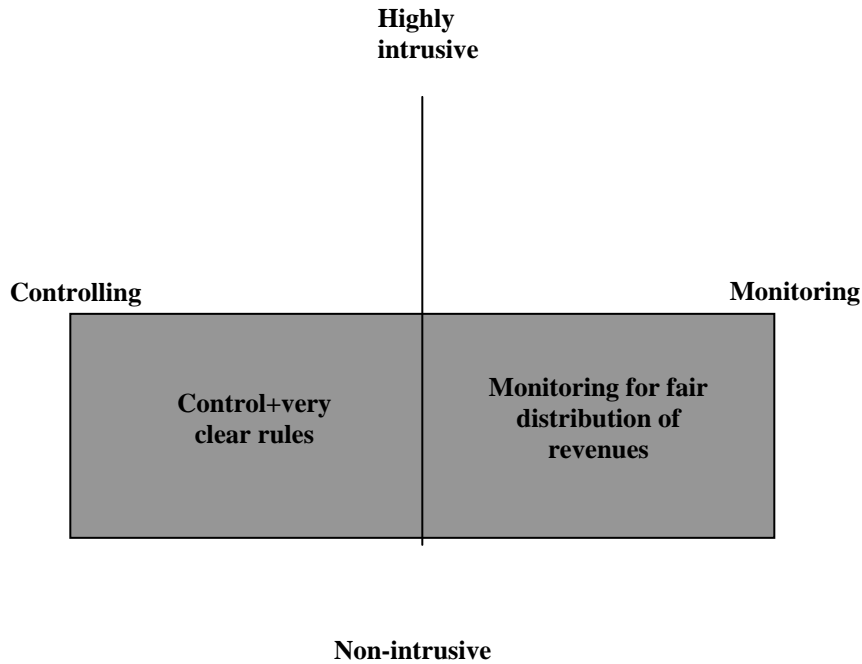 Highly
intrusive
Controlling
Monitoring
Control+very
clear rules
Monitoring for fair
distribution of
revenues
Non-intrusive